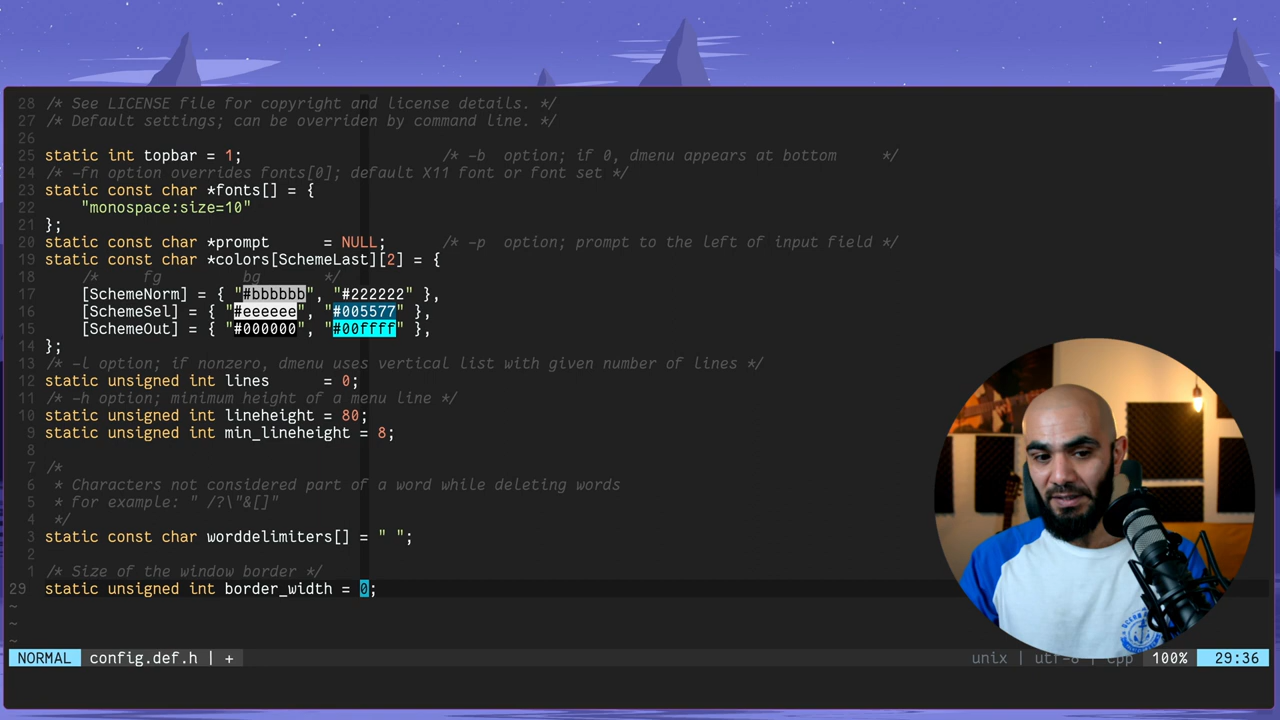 28 /* See LICENSE file for copyright and license details. */
27 /* Default settings; can be overriden by command line. */
26
25 static int topbar = 1;                      /* -b  option; if 0, dmenu appears at bottom     */
24 /* -fn option overrides fonts[0]; default X11 font or font set */
23 static const char *fonts[] = {
22     "monospace:size=10"
21 };
20 static const char *prompt      = NULL;      /* -p  option; prompt to the left of input field */
19 static const char *colors[SchemeLast][2] = {
18     /*     fg         bg       */
17     [SchemeNorm] = { "#bbbbbb", "#222222" },
16     [SchemeSel] = { "#eeeeee", "#005577" },
15     [SchemeOut] = { "#000000", "#00ffff" },
14 };
13 /* -l option; if nonzero, dmenu uses vertical list with given number of lines */
12 static unsigned int lines      = 0;
11 /* -h option; minimum height of a menu line */
10 static unsigned int lineheight = 80;
9 static unsigned int min_lineheight = 8;
8
7 /*
6  * Characters not considered part of a word while deleting words
5  * for example: " /?\"&[]"
4  */
3 static const char worddelimiters[] = " ";
2
1 /* Size of the window border */
29 static unsigned int border_width = 0;
~
~
~
NORMAL config.def.h | + unix | utf-8 | cpp 100% 29:36